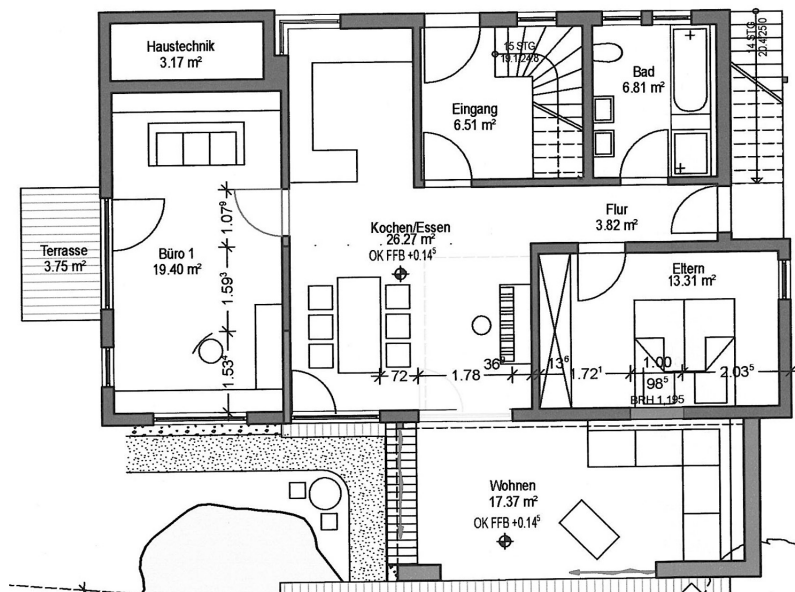 Haustechnik
3.17 m²
15 STG
19.1/24.8
14 STG
20.4/25.0
Eingang
6.51 m²
Bad
6.81 m²
Terrasse
3.75 m²
Büro 1
19.40 m²
1.07⁹
1.59³
1.53⁴
Kochen/Essen
26.27 m²
OK FFB +0.14⁵
Flur
3.82 m²
Eltern
13.31 m²
72
1.78
36⁹
13⁶
1.72¹
1.00
98⁵
BRH 1,195
2.03⁵
Wohnen
17.37 m²
OK FFB +0.14⁵